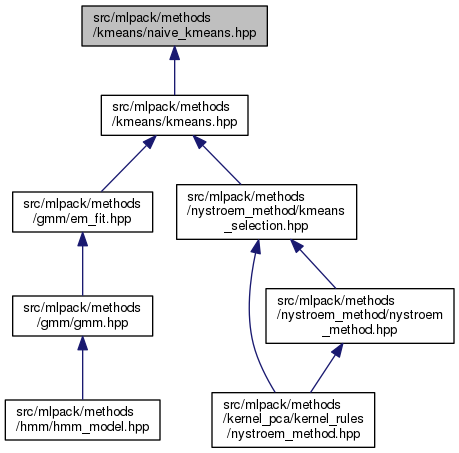 src/mlpack/methods
/kmeans/naive_kmeans.hpp
src/mlpack/methods
/kmeans/kmeans.hpp
src/mlpack/methods
/gmm/em_fit.hpp
src/mlpack/methods
/nystroem_method/kmeans
_selection.hpp
src/mlpack/methods
/gmm/gmm.hpp
src/mlpack/methods
/nystroem_method/nystroem
_method.hpp
src/mlpack/methods
/hmm/hmm_model.hpp
src/mlpack/methods
/kernel_pca/kernel_rules
/nystroem_method.hpp